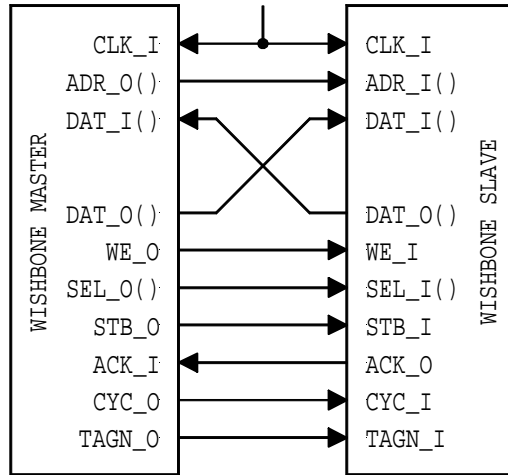 WISHBONE MASTER
CLK_I
ADR_O()
DAT_I()
DAT_O()
WE_O
SEL_O()
STB_O
ACK_I
CYC_O
TAGN_O
CLK_I
ADR_I()
DAT_I()
DAT_O()
WE_I
SEL_I()
STB_I
ACK_O
CYC_I
TAGN_I
WISHBONE SLAVE